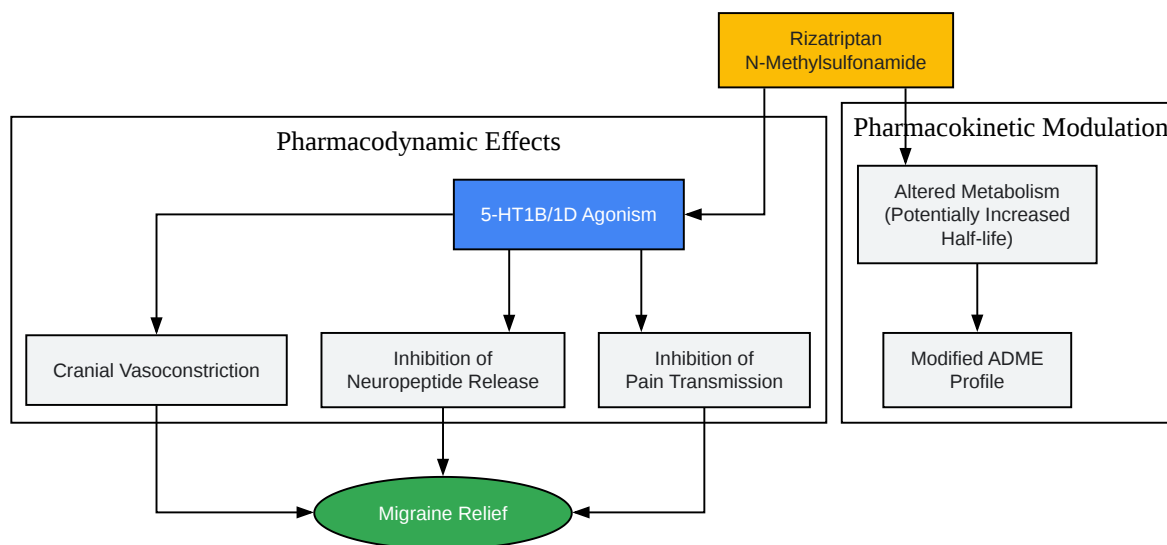 Rizatriptan
N-Methylsulfonamide
Pharmacodynamic Effects
Pharmacokinetic Modulation
5-HT1B/1D Agonism
Altered Metabolism
(Potentially Increased
Half-life)
Cranial Vasoconstriction
Inhibition of
Neuropeptide Release
Inhibition of
Pain Transmission
Modified ADME
Profile
Migraine Relief